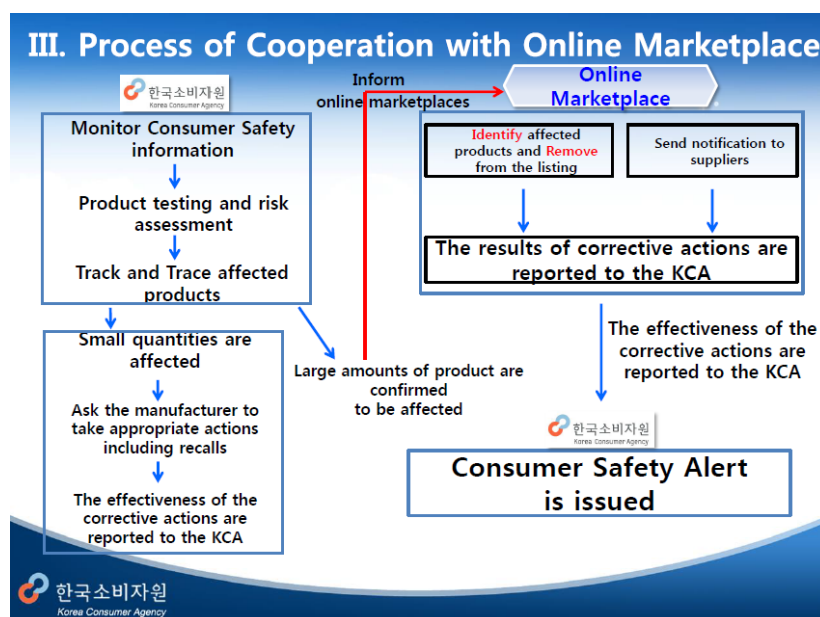 III. Process of Cooperation with Online Marketplace
한국소비자원
Korea Consumer Agency
Monitor Consumer Safety
information
Product testing and risk
assessment
Track and Trace affected
products
Small quantities are
affected
Ask the manufacturer to
take appropriate actions
including recalls
The effectiveness of the
corrective actions are
reported to the KCA
Large amounts of product are
confirmed
to be affected
Inform
online marketplaces
Online
Marketplace
Identify affected
products and Remove
from the listing
Send notification to
suppliers
The results of corrective actions are
reported to the KCA
The effectiveness of the
corrective actions are
reported to the KCA
한국소비자원
Korea Consumer Agency
Consumer Safety Alert
is issued
한국소비자원
Korea Consumer Agency